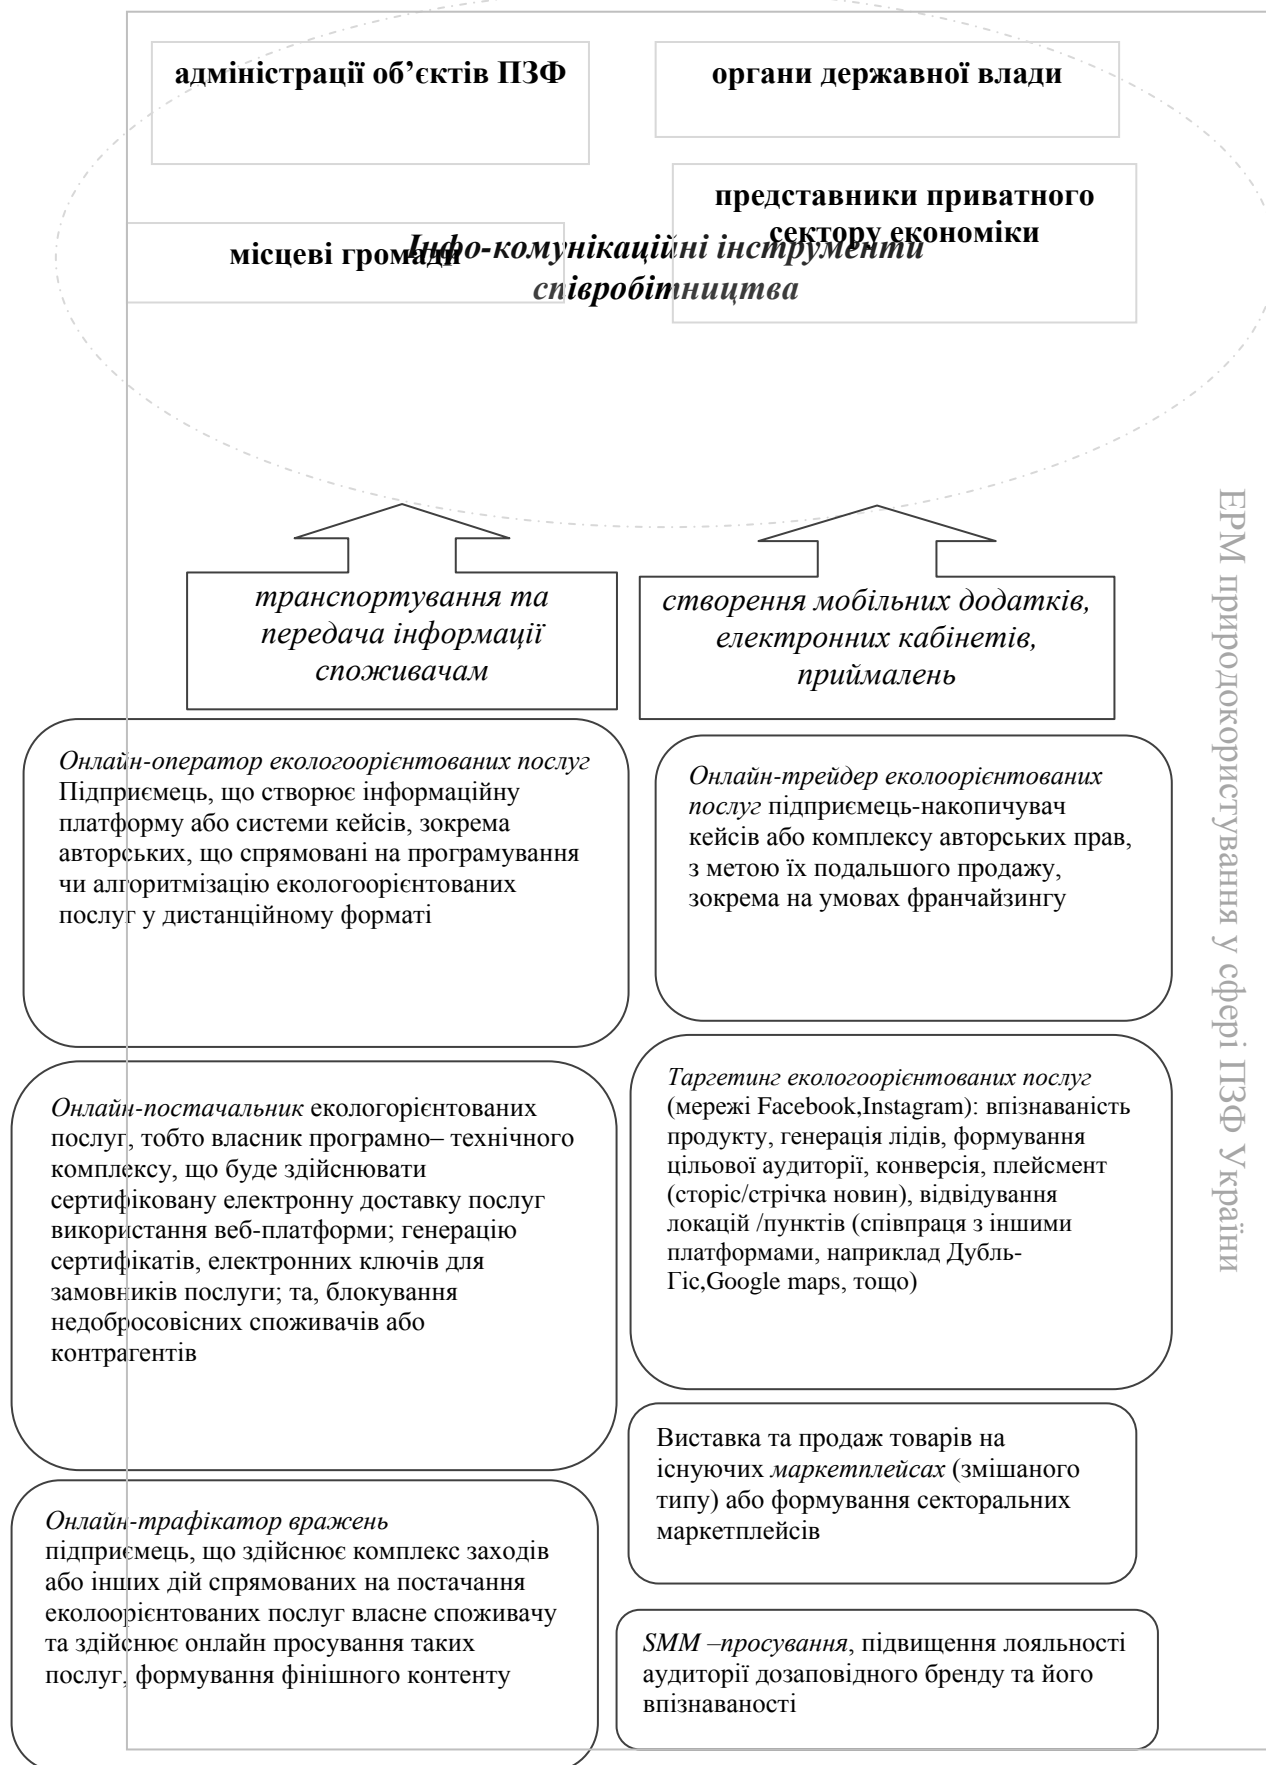 адміністрації об’єктів ПЗФ
органи державної влади
місцеві громади
представники приватного
сектору економіки
Інфо-комунікаційні інструменти
співробітництва
транспортування та
передача інформації
споживачам
створення мобільних додатків,
електронних кабінетів,
приймалень
Онлайн-оператор екологоорієнтованих послуг
Підприємець, що створює інформаційну
платформу або системи кейсів, зокрема
авторських, що спрямовані на програмування
чи алгоритмізацію екологоорієнтованих
послуг у дистанційному форматі
Онлайн-трейдер еколоорієнтованих
послуг підприємець-накопичувач
кейсів або комплексу авторських прав,
з метою їх подальшого продажу,
зокрема на умовах франчайзингу
Онлайн-постачальник екологорієнтованих
послуг, тобто власник програмно– технічного
комплексу, що буде здійснювати
сертифіковану електронну доставку послуг
використання веб-платформи; генерацію
сертифікатів, електронних ключів для
замовників послуги; та, блокування
недобросовісних споживачів або
контрагентів
Таргетинг екологоорієнтованих послуг
(мережі Facebook,Instagram): впізнаваність
продукту, генерація лідів, формування
цільової аудиторії, конверсія, плейсмент
(сторіс/стрічка новин), відвідування
локацій /пунктів (співпраця з іншими
платформами, наприклад Дубль-
Гіс,Google maps, тощо)
Виставка та продаж товарів на
існуючих маркетплейсах (змішаного
типу) або формування секторальних
маркетплейсів
Онлайн-трафікатор вражень
підприємець, що здійснює комплекс заходів
або інших дій спрямованих на постачання
еколоорієнтованих послуг власне споживачу
та здійснює онлайн просування таких
послуг, формування фінішного контенту
SMM –просування, підвищення лояльності
аудиторії дозаповідного бренду та його
впізнаваності
ЕРМ природокористування у сфері ПЗФ України